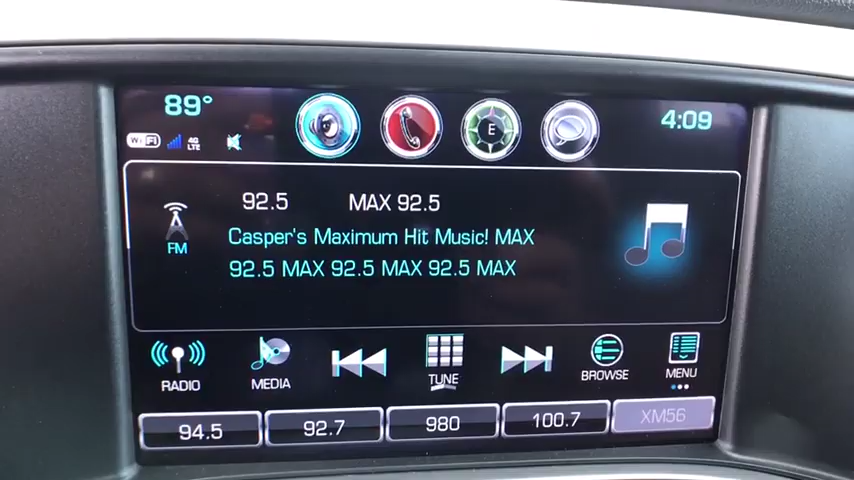 89°
4:09
WiFi
4G
LTE
E
92.5 MAX 92.5
FM
Casper's Maximum Hit Music! MAX
92.5 MAX 92.5 MAX 92.5 MAX
RADIO
MEDIA
TUNE
BROWSE
MENU
94.5
92.7
980
100.7
XM56